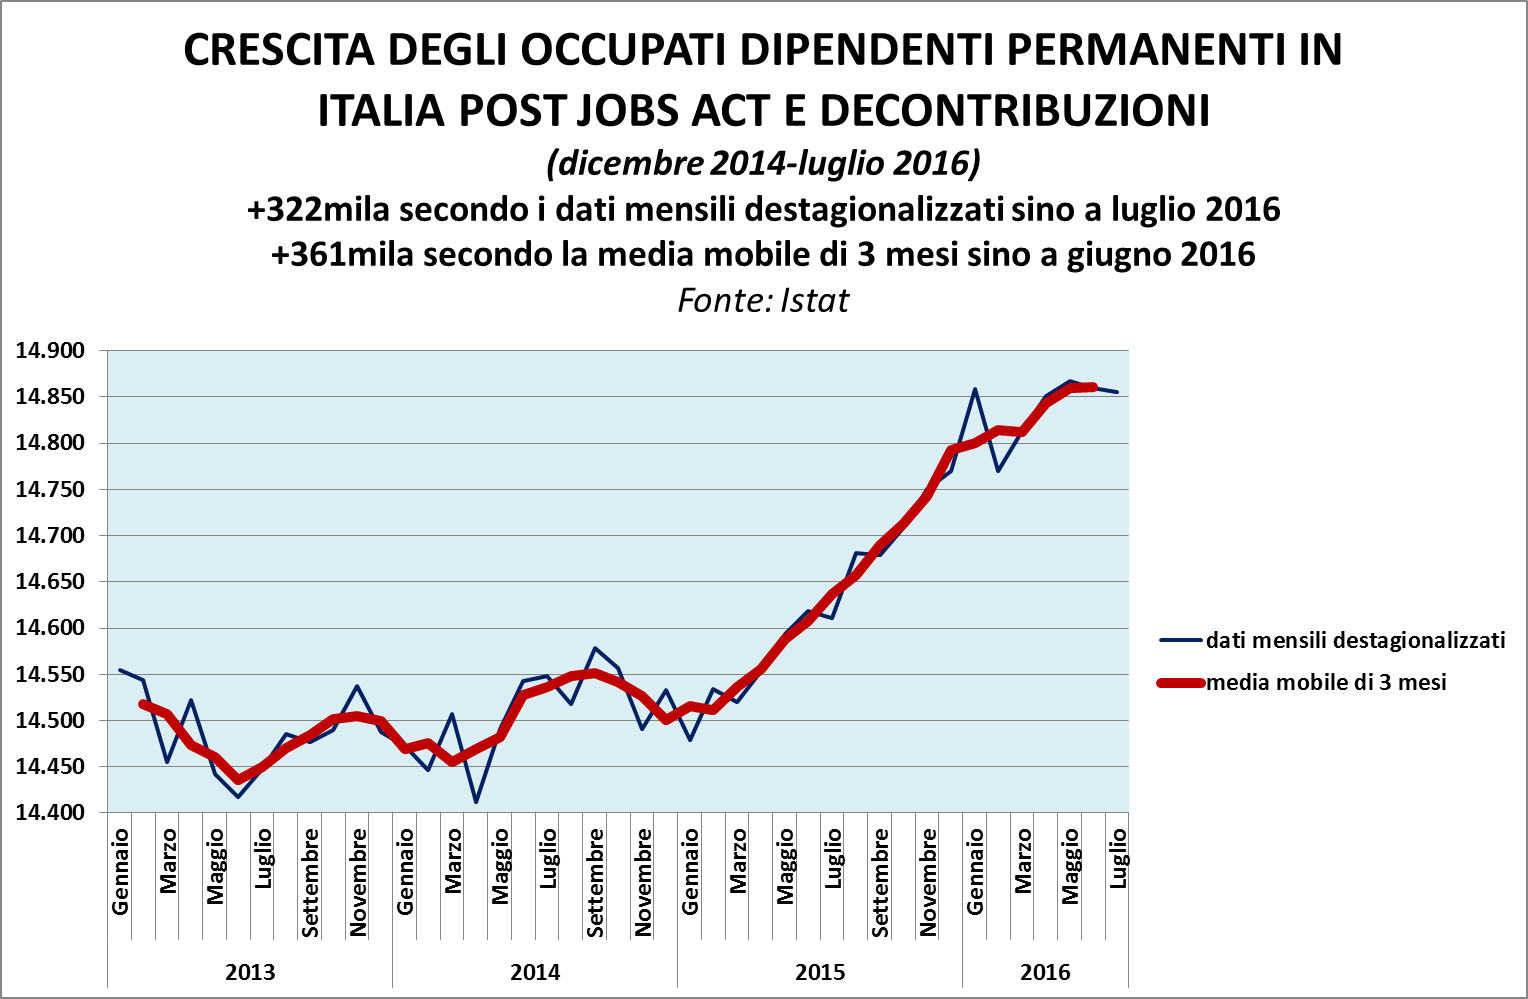 CRESCITA DEGLI OCCUPATI DIPENDENTI PERMANENTI IN
ITALIA POST JOBS ACT E DECONTRIBUZIONI
(dicembre 2014-luglio 2016)
+322mila secondo i dati mensili destagionalizzati sino a luglio 2016
+361mila secondo la media mobile di 3 mesi sino a giugno 2016
Fonte: Istat
14.900
14.850
14.800
14.750
14.700
14.650
14.600
14.550
14.500
14.450
14.400
dati mensili destagionalizzati
media mobile di 3 mesi
Gennaio
Marzo
Maggio
Luglio
Settembre
Novembre
Gennaio
Marzo
Maggio
Luglio
Settembre
Novembre
Gennaio
Marzo
Maggio
Luglio
Settembre
Novembre
Gennaio
Marzo
Maggio
Luglio
2013
2014
2015
2016